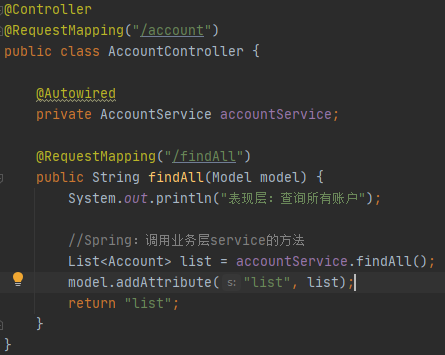 @Controller
@RequestMapping("/account")
public class AccountController {
@Autowired
private AccountService accountService;
@RequestMapping("/findAll")
public String findAll(Model model) {
System.out.println("表现层：查询所有账户");
//Spring：调用业务层service的方法
List<Account> list = accountService.findAll();
model.addAttribute( s: "list", list);
return "list";
}
}